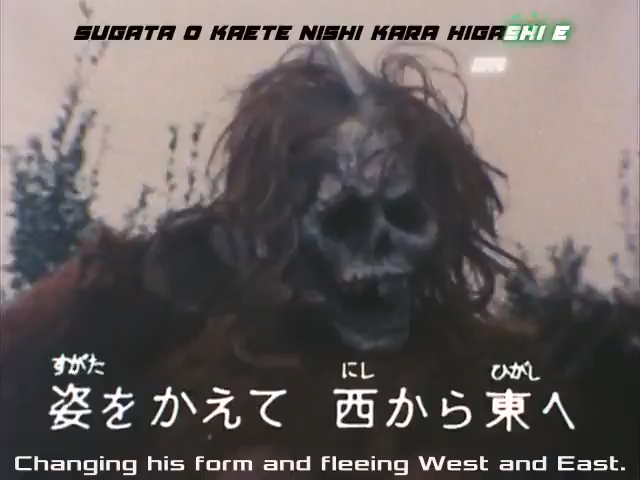 SUGATA O KAETE NISHI KARA HIGASHI E
すがた にし ひがし
姿をかえて 西から東へ
Changing his form and fleeing West and East.